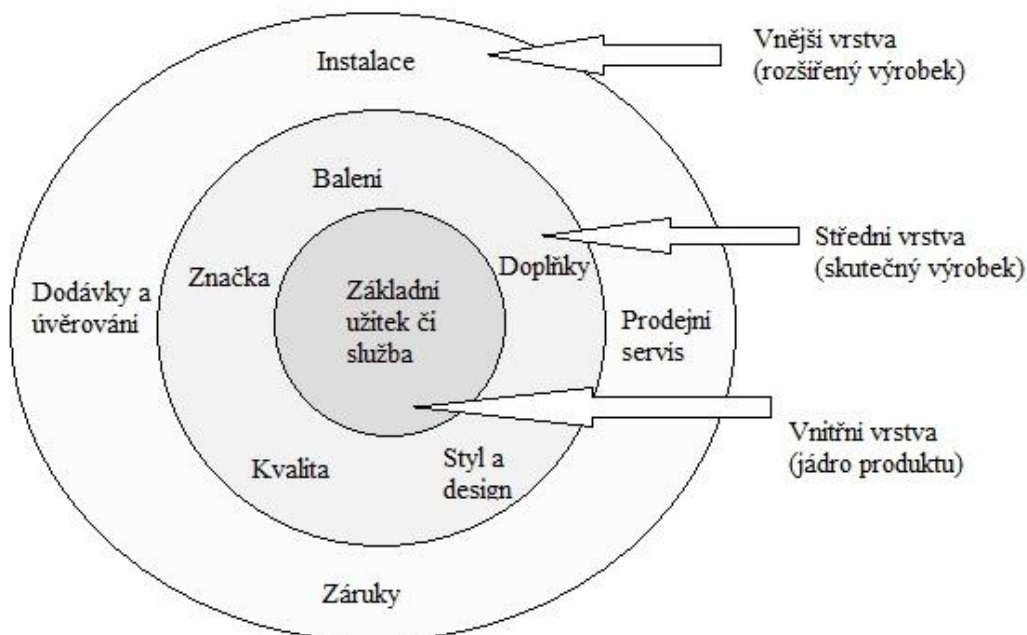 Instalace
Vnější vrstva
(rozšířený výrobek)
Balení
Značka
Doplňky
Střední vrstva
(skutečný výrobek)
Dodávky a
úvěrování
Základní
užitek či
služba
Prodejní
servis
Vnitřní vrstva
(jádro produktu)
Kvalita
Styl a
design
Záruky